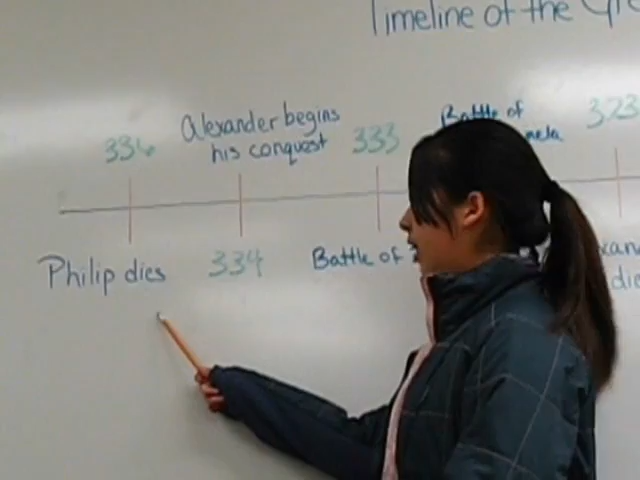 Timeline of the
336
Alexander begins
his conquest
333
Battle of
323
Philip dies
334
Battle of